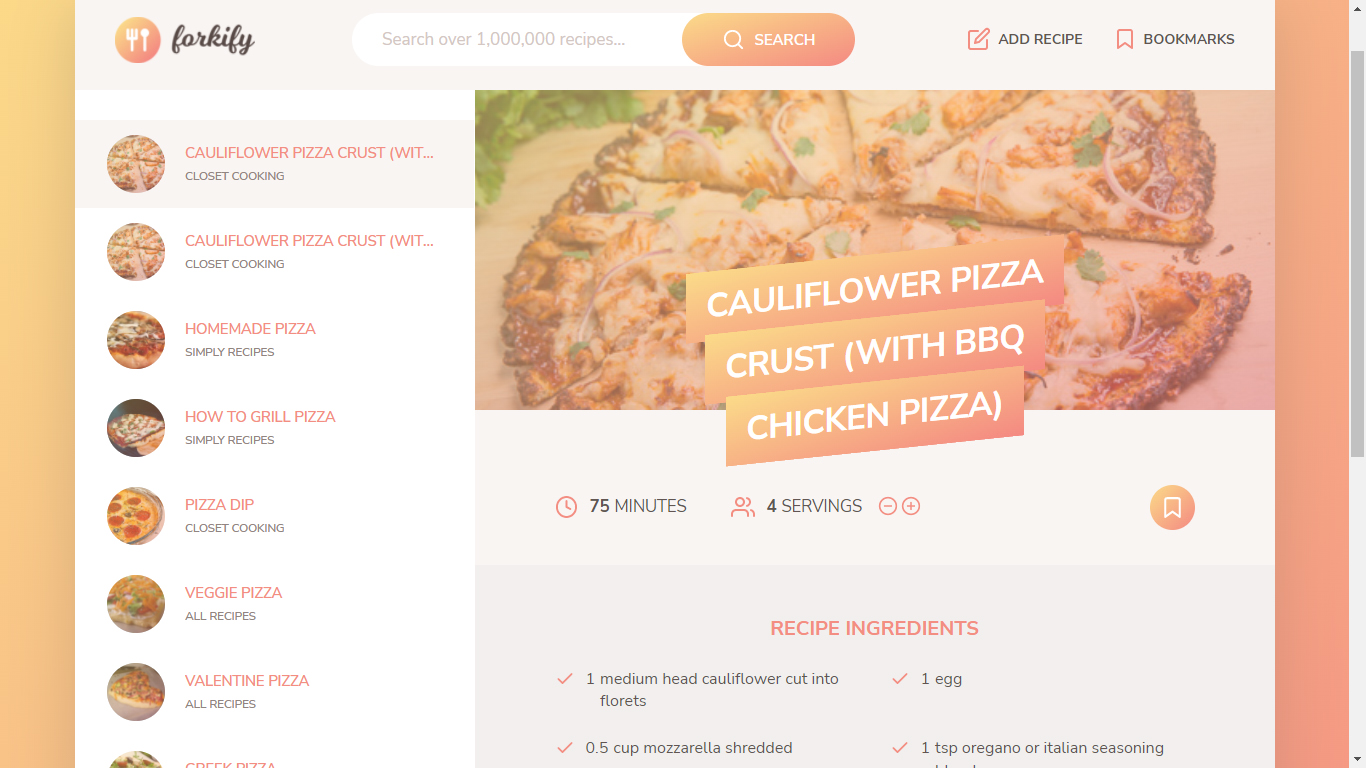 forkify
Search over 1,000,000 recipes...
SEARCH
ADD RECIPE
BOOKMARKS
CAULIFLOWER PIZZA CRUST (WIT...
CLOSET COOKING
CAULIFLOWER PIZZA CRUST (WIT...
CLOSET COOKING
HOMEMADE PIZZA
SIMPLY RECIPES
HOW TO GRILL PIZZA
SIMPLY RECIPES
PIZZA DIP
CLOSET COOKING
VEGGIE PIZZA
ALL RECIPES
VALENTINE PIZZA
ALL RECIPES
GREEK PIZZA
CAULIFLOWER PIZZA
CRUST (WITH BBQ
CHICKEN PIZZA)
75 MINUTES
4 SERVINGS
RECIPE INGREDIENTS
1 medium head cauliflower cut into
florets
1 egg
0.5 cup mozzarella shredded
1 tsp oregano or italian seasoning